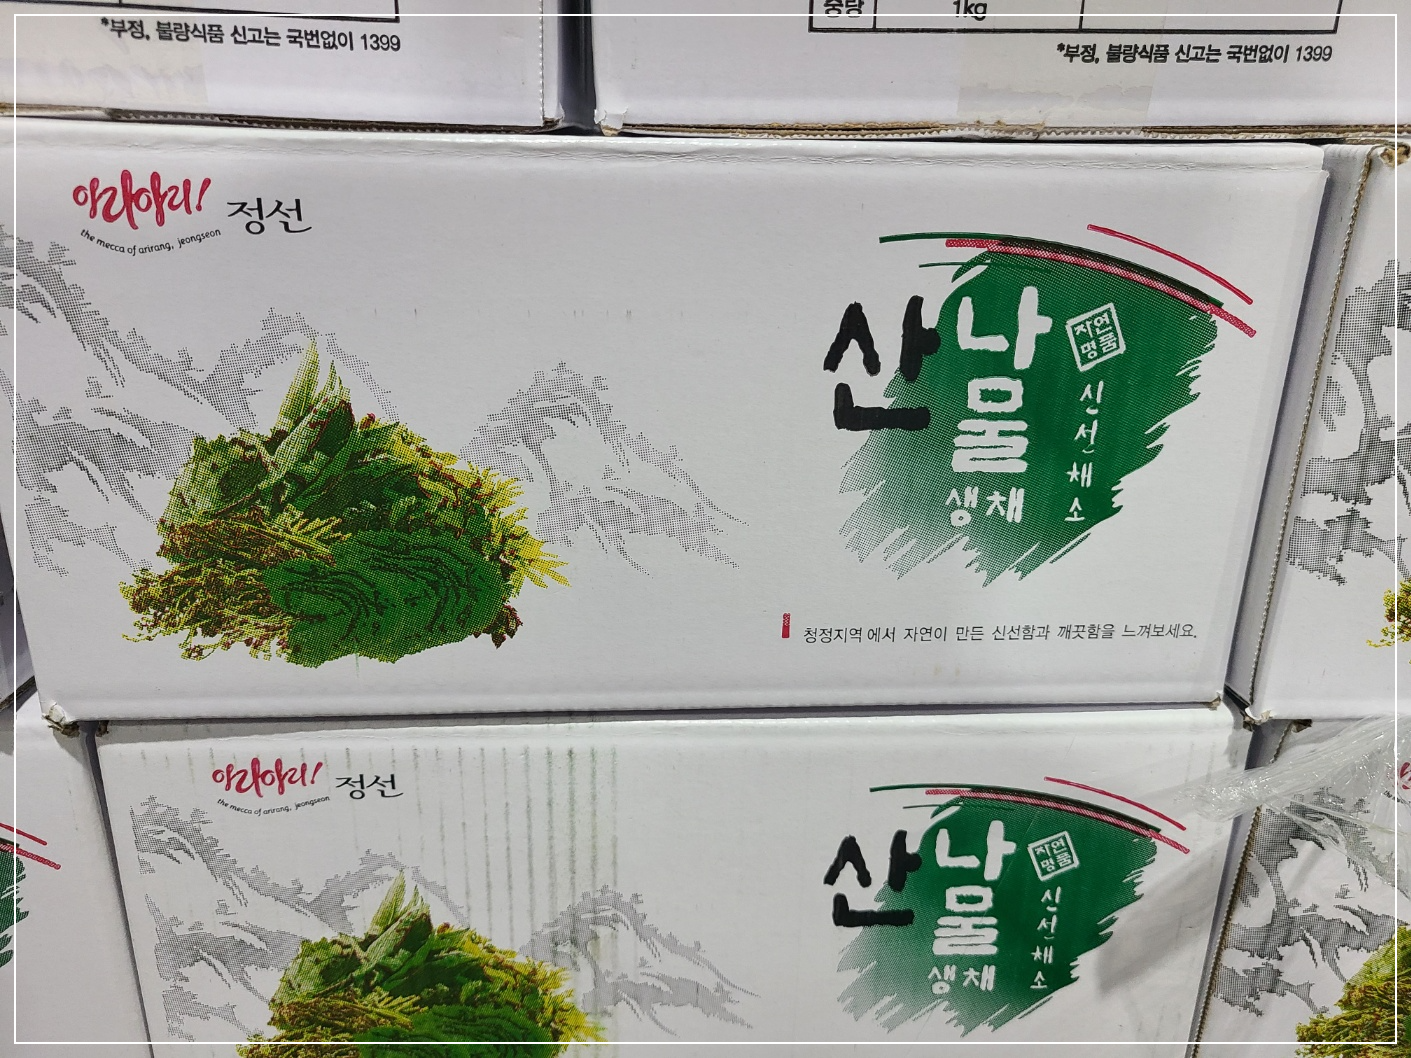 *부정, 불량식품 신고는 국번없이 1399
중량 1kg
*부정, 불량식품 신고는 국번없이 1399
아리아리! 정선
the mecca of arirang, jeongseon
산나물
생채
자연
명품
신선채소
청정지역에서 자연이 만든 신선함과 깨끗함을 느껴보세요.
아리아리! 정선
the mecca of arirang, jeongseon
산나물
생채
자연
명품
신선채소